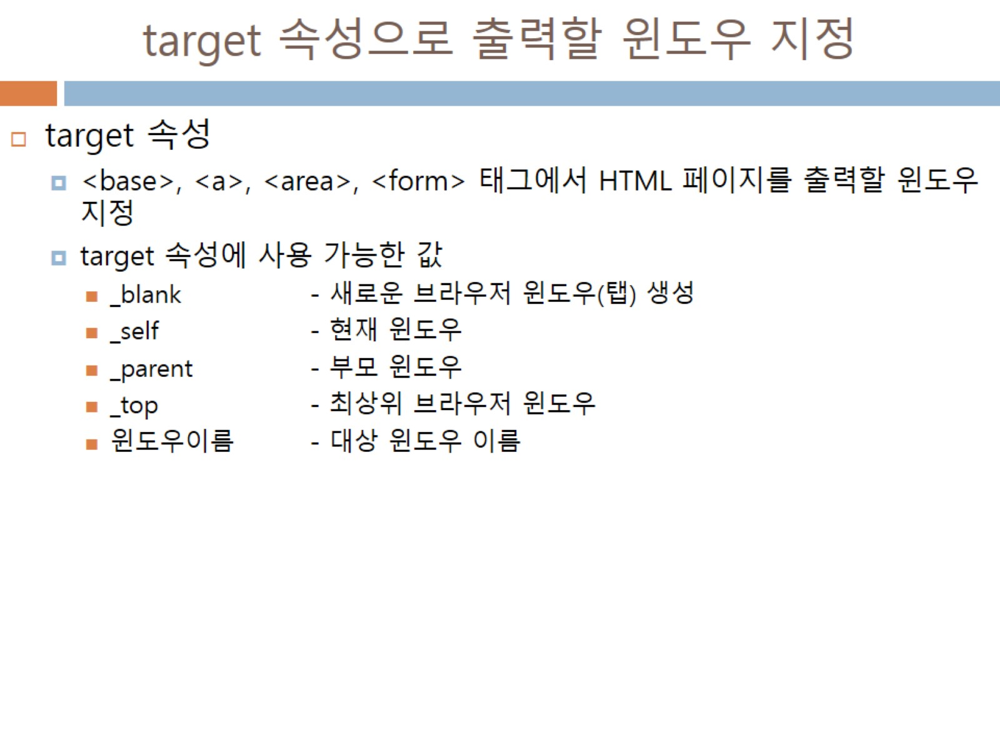 target 속성으로 출력할 윈도우 지정
target 속성
<base>, <a>, <area>, <form> 태그에서 HTML 페이지를 출력할 윈도우
지정
target 속성에 사용 가능한 값
_blank - 새로운 브라우저 윈도우(탭) 생성
_self - 현재 윈도우
_parent - 부모 윈도우
_top - 최상위 브라우저 윈도우
윈도우이름 - 대상 윈도우 이름